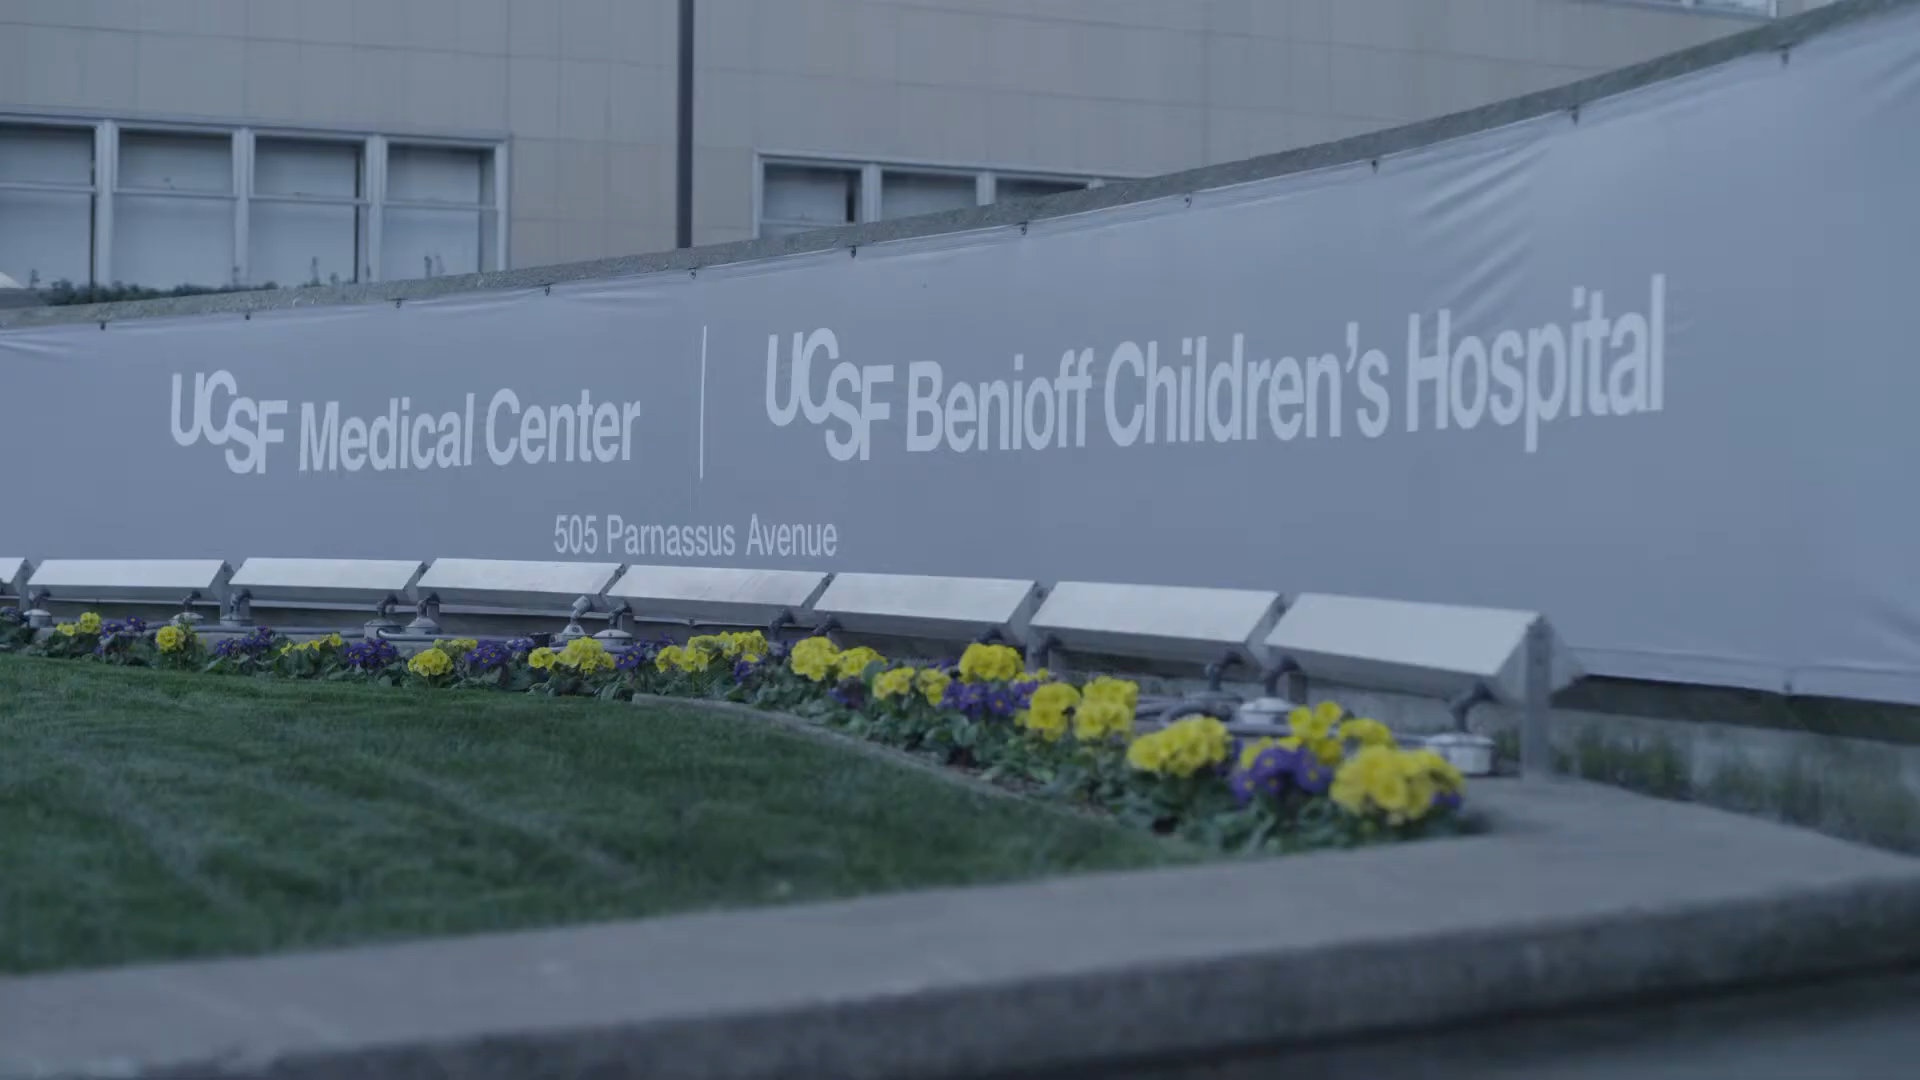 UCSF Medical Center
UCSF Benioff Children's Hospital
505 Parnassus Avenue